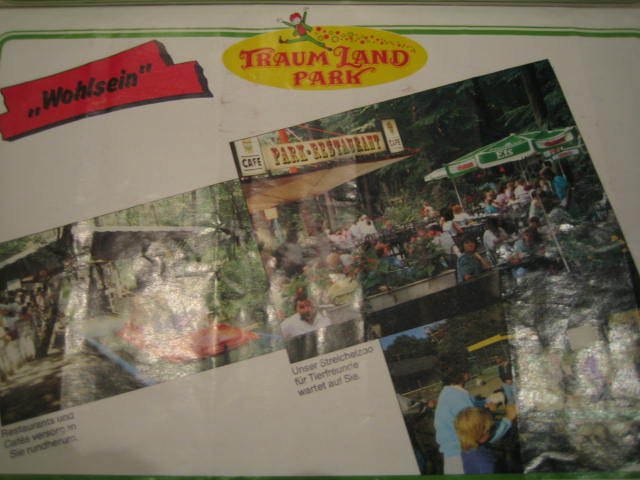 „Wohlsein"
TRAUM LAND
PARK
CAFE
PARK-RESTAURANT
CAFE
EIS
Unser Streichelzoo
für Tierfreunde
wartet auf Sie.
Restaurants und
Cafés versorgen
Sie rundherum.